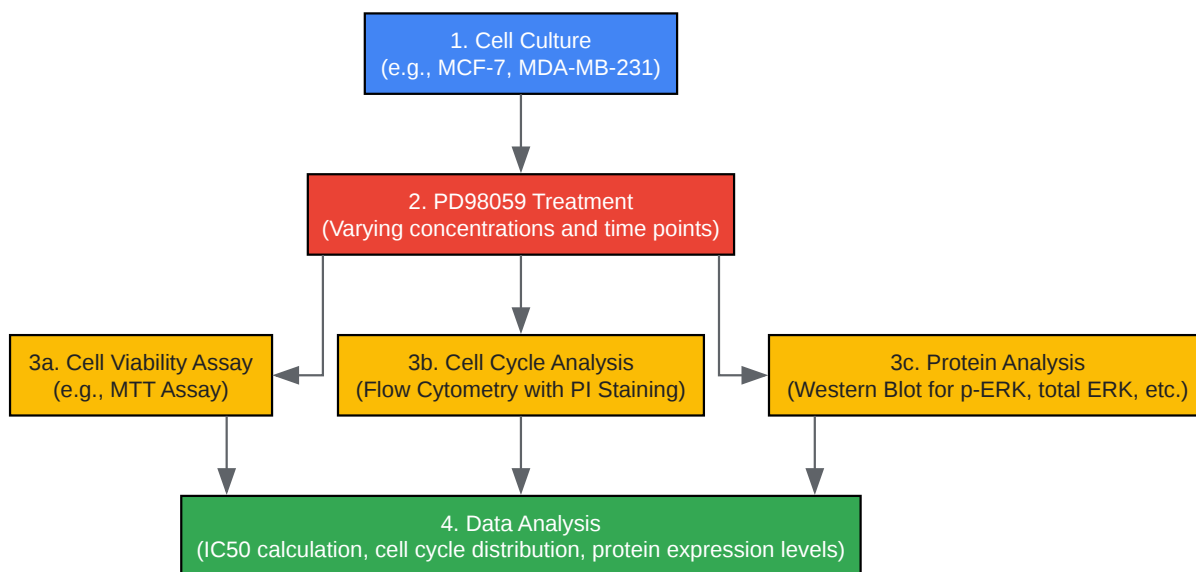 1. Cell Culture
(e.g., MCF-7, MDA-MB-231)
2. PD98059 Treatment
(Varying concentrations and time points)
3a. Cell Viability Assay
(e.g., MTT Assay)
3b. Cell Cycle Analysis
(Flow Cytometry with PI Staining)
3c. Protein Analysis
(Western Blot for p-ERK, total ERK, etc.)
4. Data Analysis
(IC50 calculation, cell cycle distribution, protein expression levels)